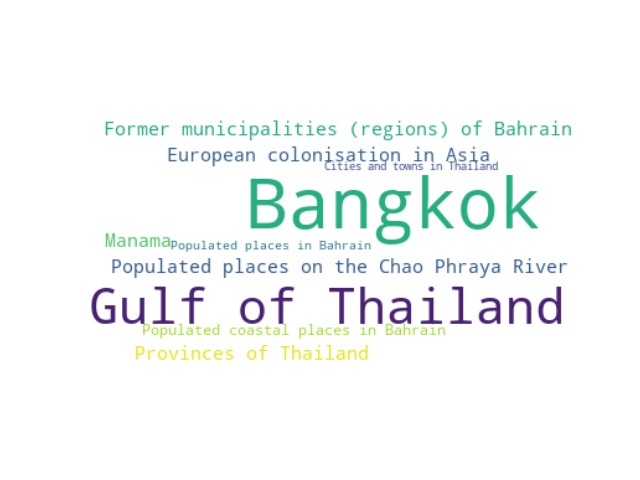 Former municipalities (regions) of Bahrain
European colonisation in Asia
Cities and towns in Thailand
Bangkok
Manama
Populated places in Bahrain
Populated places on the Chao Phraya River
Gulf of Thailand
Populated coastal places in Bahrain
Provinces of Thailand